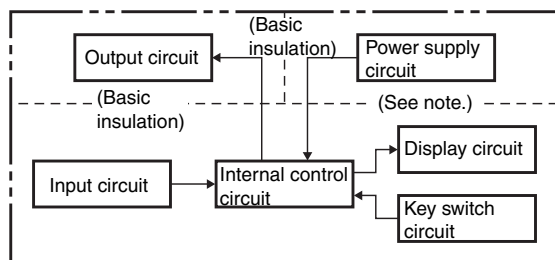 (Basic
insulation)
Output circuit
Power supply
circuit
(Basic
insulation)
(See note.)
Input circuit
Internal control
circuit
Display circuit
Key switch
circuit